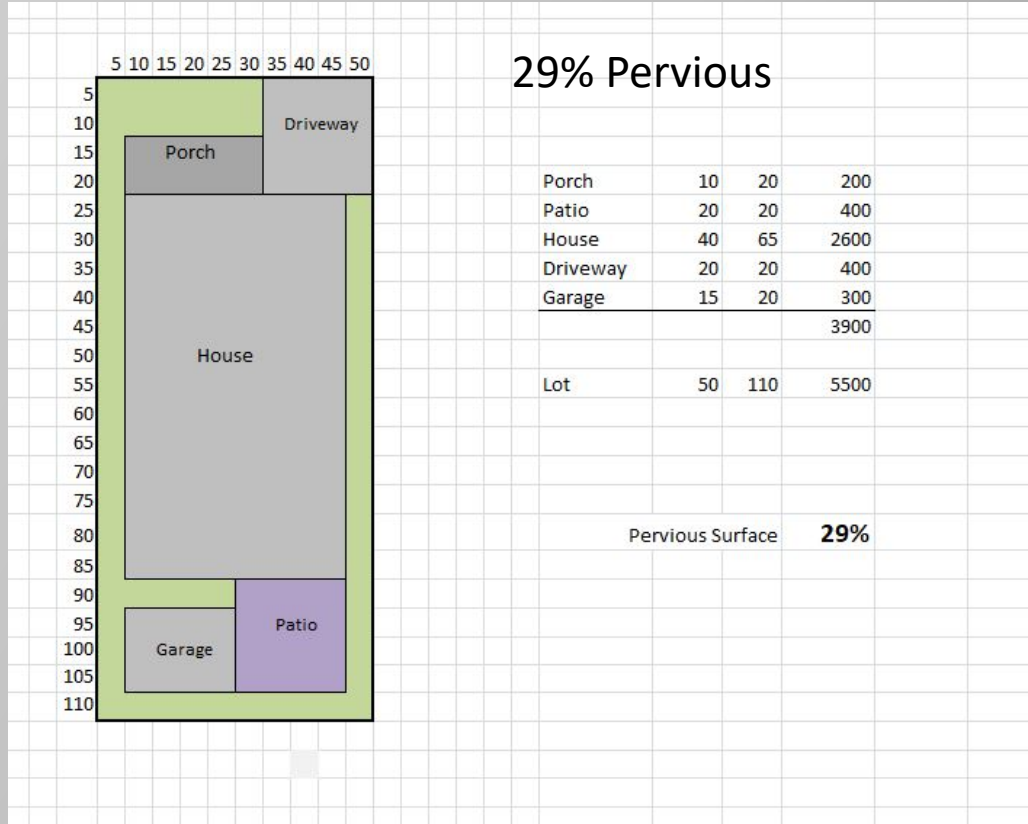 29% Pervious
5 10 15 20 25 30 35 40 45 50
5
10 Driveway
15 Porch
20 Porch 10 20 200
25 Patio 20 20 400
30 House 40 65 2600
35 Driveway 20 20 400
40 Garage 15 20 300
45 3900
50 House
55 Lot 50 110 5500
60
65
70
75
80 Pervious Surface 29%
85
90
95 Patio
100 Garage
105
110